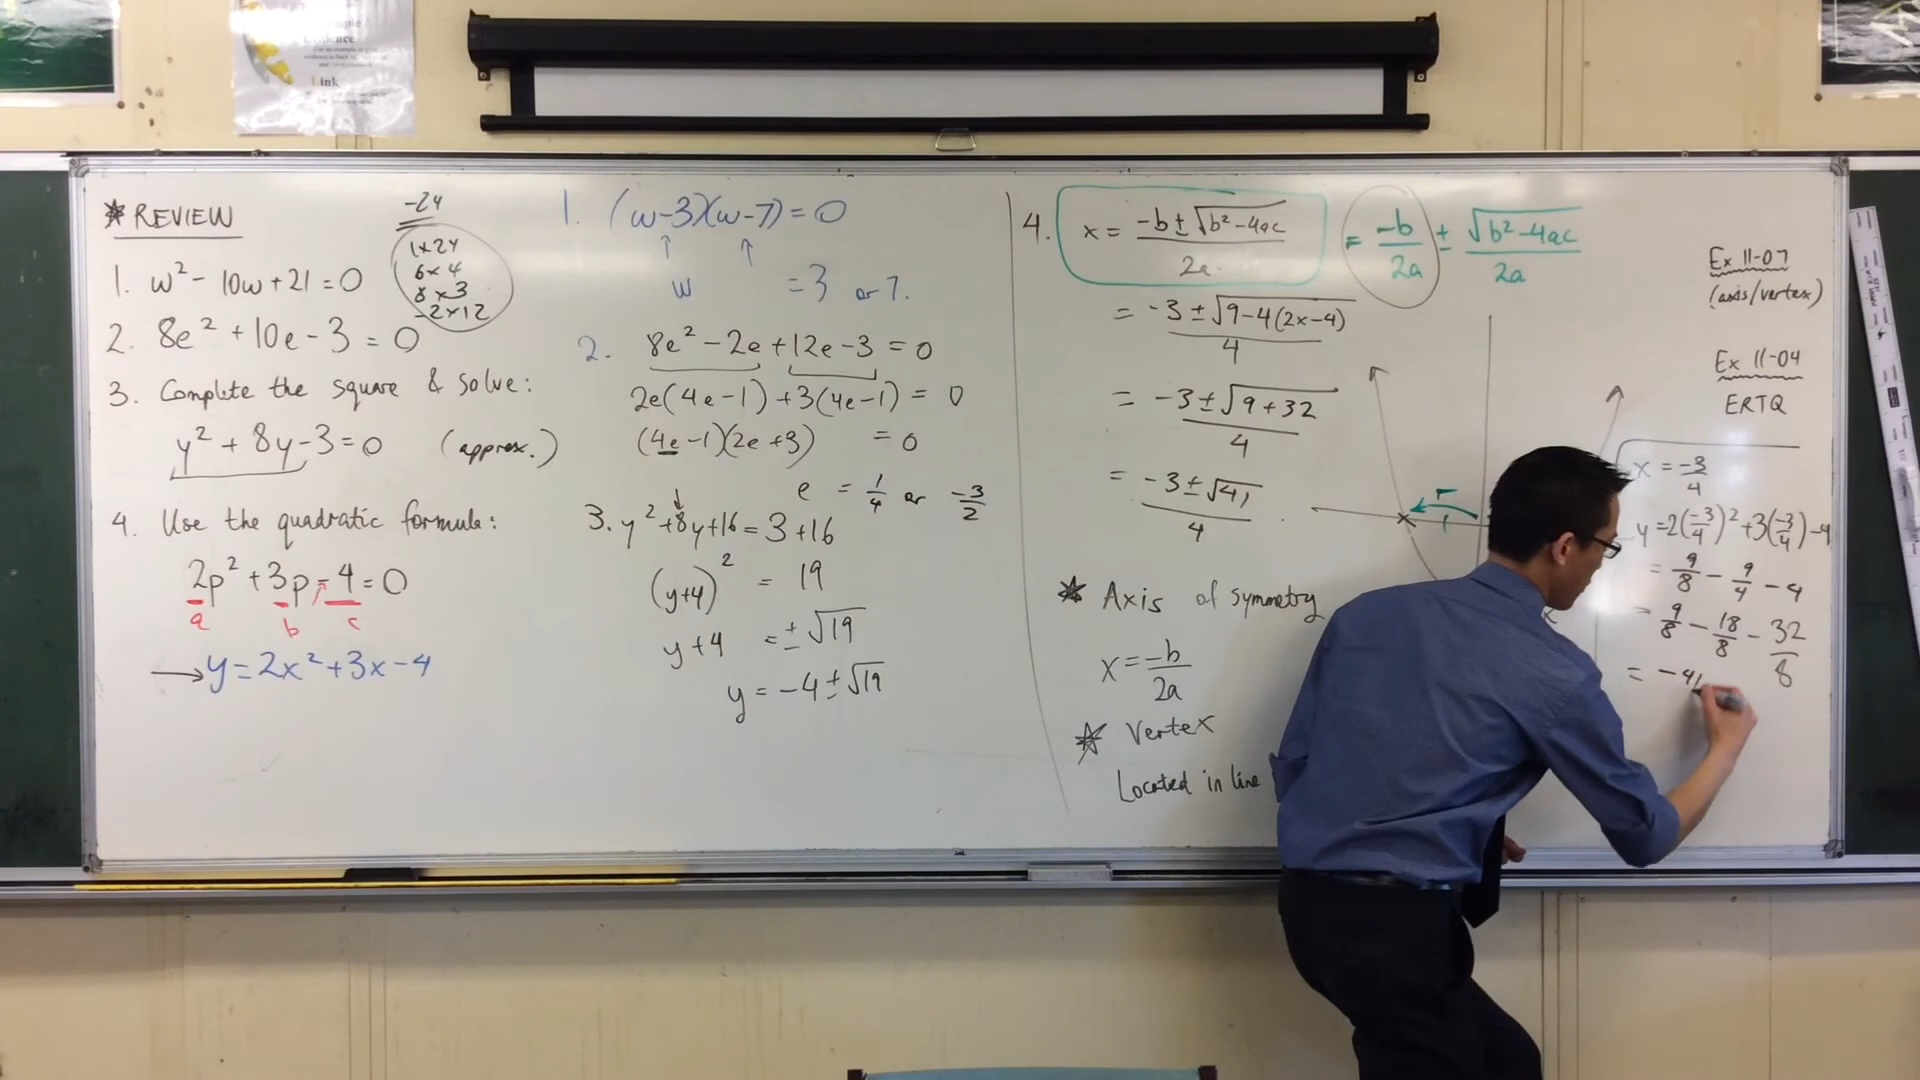 Link
★ REVIEW
1. w² - 10w + 21 = 0
2. 8e² + 10e - 3 = 0
3. Complete the square & solve:
y² + 8y - 3 = 0 (approx.)
4. Use the quadratic formula:
2p² + 3p - 4 = 0
a b c
→ y = 2x² + 3x - 4
-24
1×24
6×4
8×3
-2×12
1. (w-3)(w-7) = 0
w = 3 or 7.
2. 8e² - 2e + 12e - 3 = 0
2e(4e-1) + 3(4e-1) = 0
(4e-1)(2e+3) = 0
e = 1/4 or -3/2
3. y² + 8y + 16 = 3 + 16
(y+4)² = 19
y+4 = ±√19
y = -4 ± √19
4. x = (-b ± √(b² - 4ac))/2a = -b/2a ± √(b² - 4ac)/2a
= (-3 ± √(9 - 4(2x-4)))/4
= (-3 ± √(9 + 32))/4
= (-3 ± √41)/4
★ Axis of symmetry
x = -b/2a
★ Vertex
Located in line
Ex 11-07
(axis/vertex)
Ex 11-04
ERTQ
x = -3/4
y = 2(-3/4)² + 3(-3/4) - 4
= 9/8 - 9/4 - 4
= 9/8 - 18/8 - 32/8
= -41